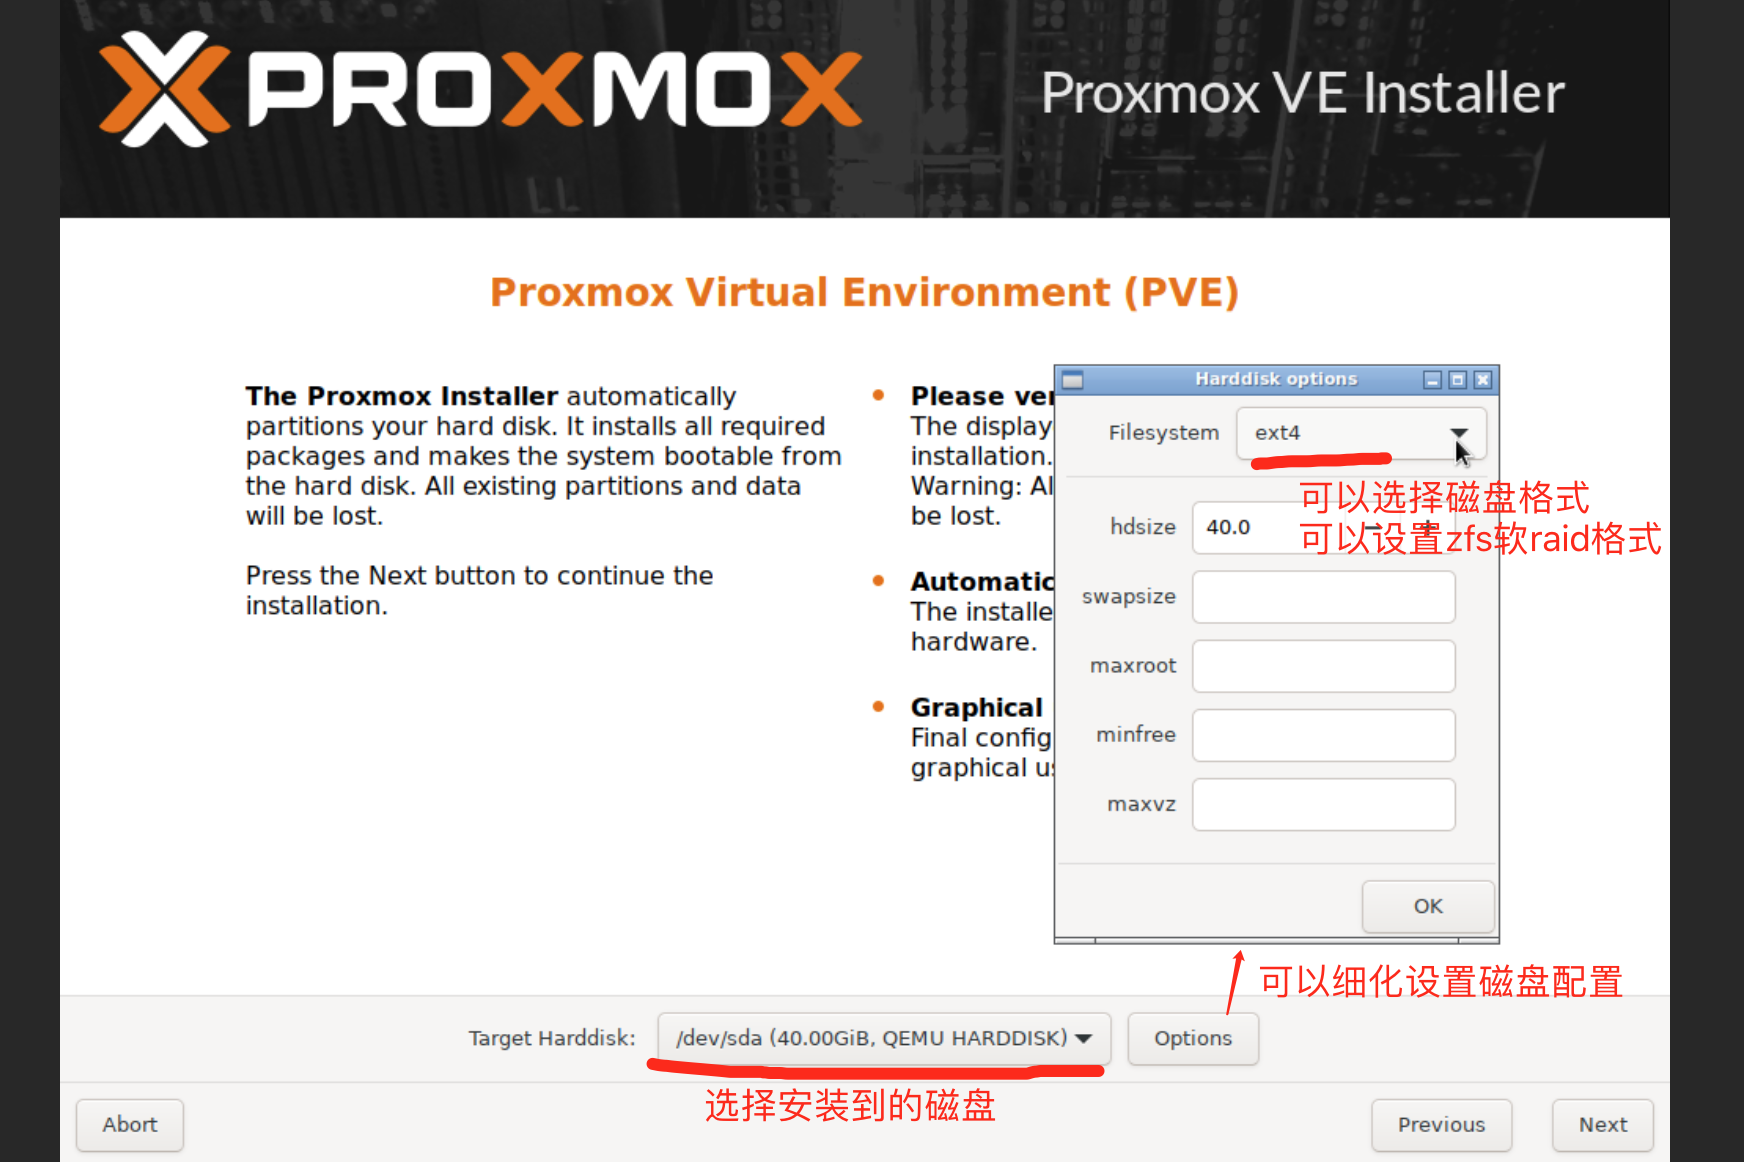 PROXMOX
Proxmox VE Installer
Proxmox Virtual Environment (PVE)
The Proxmox Installer automatically
partitions your hard disk. It installs all required
packages and makes the system bootable from
the hard disk. All existing partitions and data
will be lost.
Press the Next button to continue the
installation.
Please ver
The display
installation.
Warning: Al
be lost.
Automatic
The installe
hardware.
Graphical
Final config
graphical us
Harddisk options
Filesystem
ext4
可以选择磁盘格式
hdsize
40.0
可以设置zfs软raid格式
swapsize
maxroot
minfree
maxvz
OK
可以细化设置磁盘配置
Target Harddisk:
/dev/sda (40.00GiB, QEMU HARDDISK)
Options
选择安装到的磁盘
Abort
Previous
Next